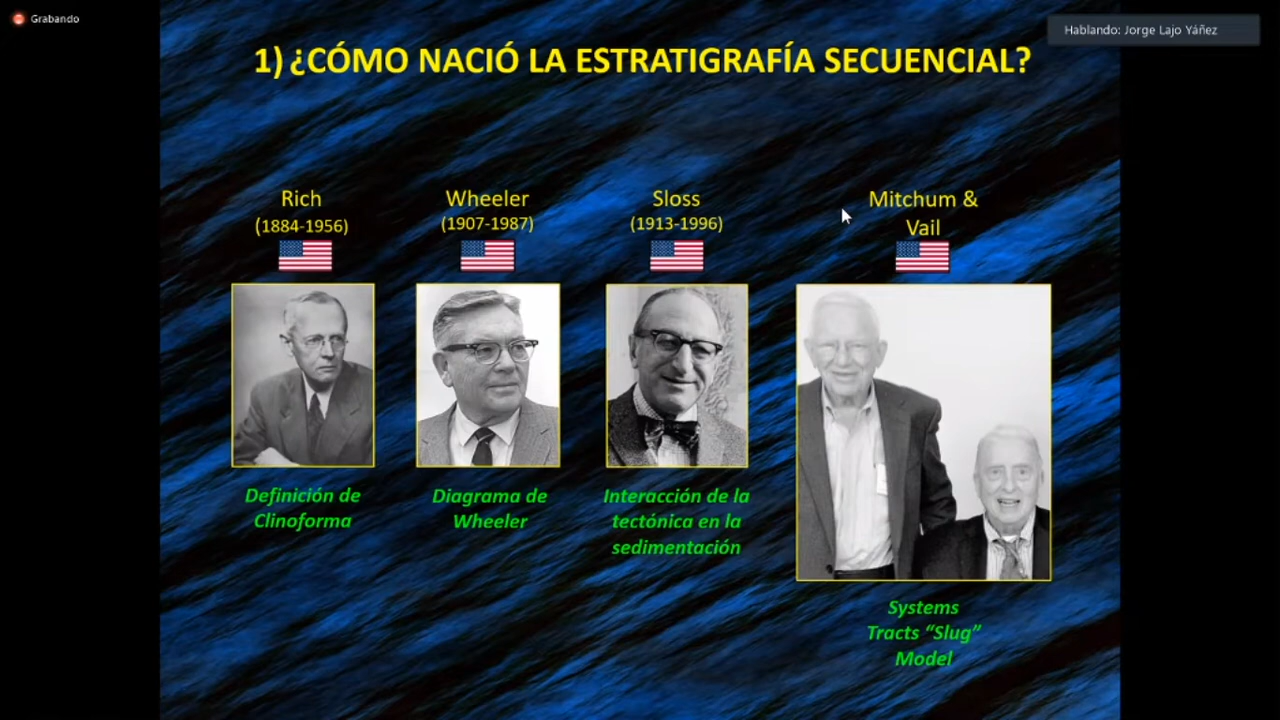 Grabando
Hablando: Jorge Lajo Yáñez
1) ¿CÓMO NACIÓ LA ESTRATIGRAFÍA SECUENCIAL?
Rich
(1884-1956)
Definición de
Clinoforma
Wheeler
(1907-1987)
Diagrama de
Wheeler
Sloss
(1913-1996)
Interacción de la
tectónica en la
sedimentación
Mitchum &
Vail
Systems
Tracts “Slug”
Model